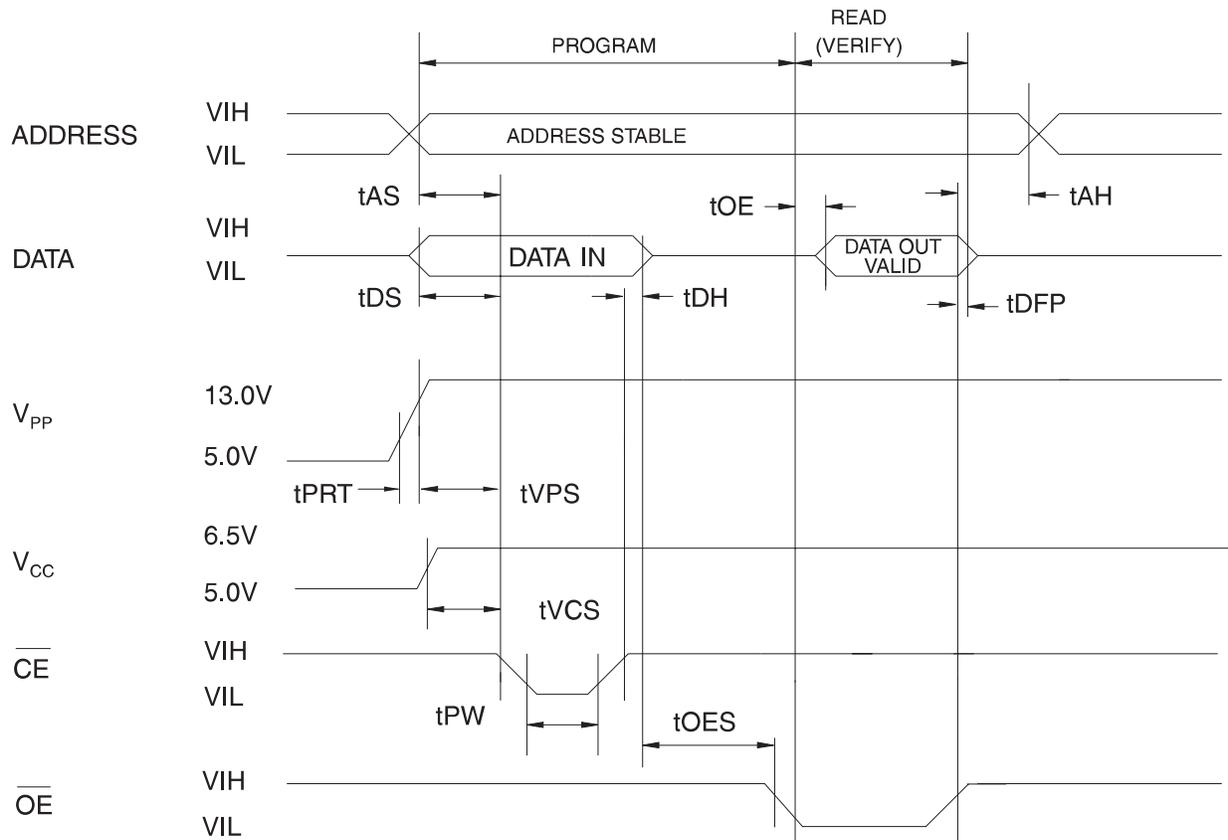 READ
PROGRAM (VERIFY)
VIH
ADDRESS
ADDRESS STABLE
VIL
tAS
tOE
tAH
VIH
DATA
DATA IN
DATA OUT
VALID
VIL
tDS
tDH
tDFP
13.0V
VPP
5.0V
tPRT
tVPS
6.5V
VCC
5.0V
tVCS
CE
VIH
VIL
tPW
tOES
VIH
OE
VIL